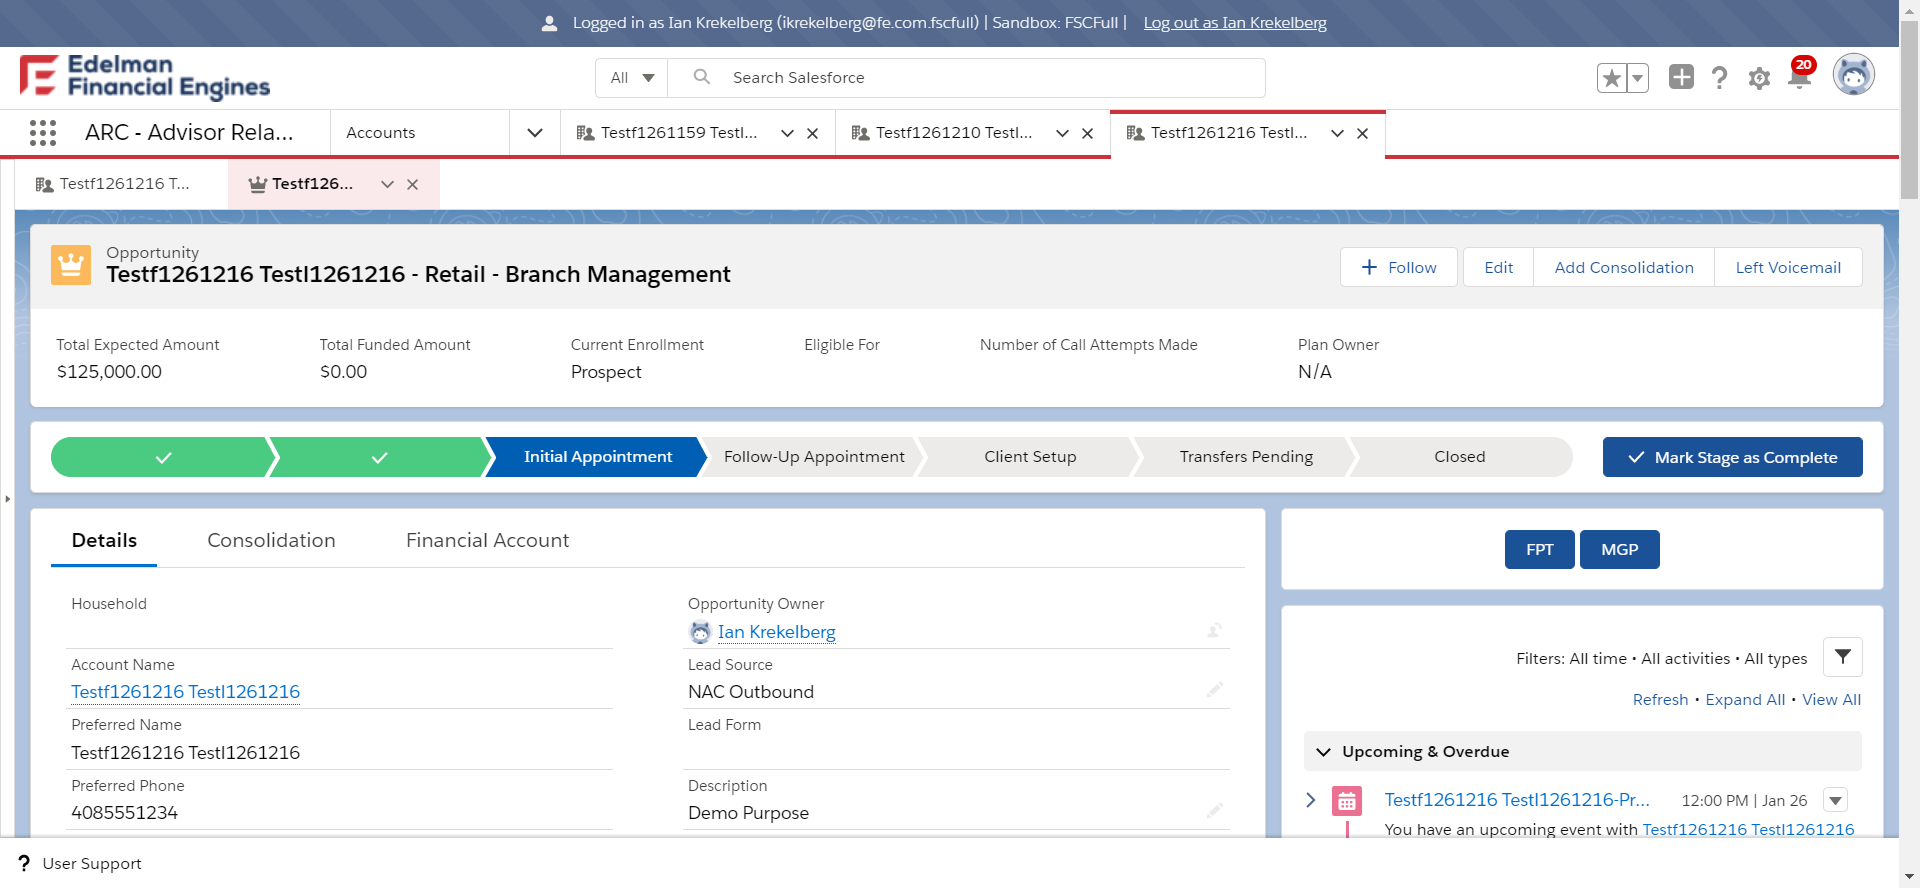 Logged in as Ian Krekelberg (ikrekelberg@fe.com.fscfull) | Sandbox: FSCFull | Log out as Ian Krekelberg
Edelman
Financial Engines
All
Search Salesforce
20
ARC - Advisor Rela...
Accounts
Testf1261159 Testl...
Testf1261210 Testl...
Testf1261216 Testl...
Testf1261216 T...
Testf126...
Opportunity
Testf1261216 Testl1261216 - Retail - Branch Management
Follow
Edit
Add Consolidation
Left Voicemail
Total Expected Amount
$125,000.00
Total Funded Amount
$0.00
Current Enrollment
Prospect
Eligible For
Number of Call Attempts Made
Plan Owner
N/A
Initial Appointment
Follow-Up Appointment
Client Setup
Transfers Pending
Closed
Mark Stage as Complete
Details
Consolidation
Financial Account
Household
Account Name
Testf1261216 Testl1261216
Preferred Name
Testf1261216 Testl1261216
Preferred Phone
4085551234
Opportunity Owner
Ian Krekelberg
Lead Source
NAC Outbound
Lead Form
Description
Demo Purpose
FPT
MGP
Filters: All time • All activities • All types
Refresh • Expand All • View All
Upcoming & Overdue
Testf1261216 Testl1261216-Pr...
12:00 PM | Jan 26
You have an upcoming event with Testf1261216 Testl1261216
? User Support